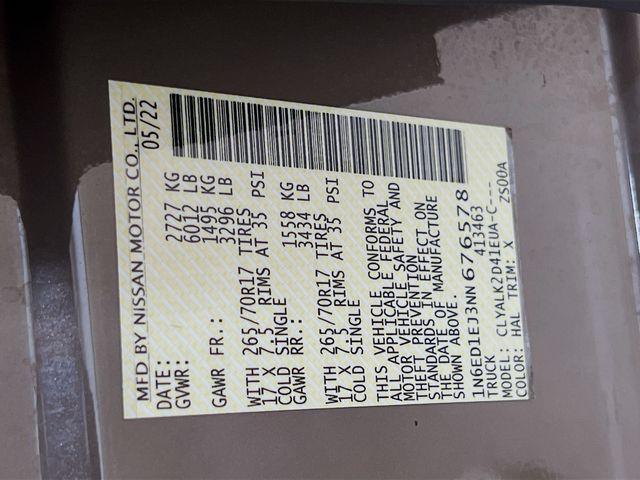 MFD BY NISSAN MOTOR CO., LTD.
DATE: 05/22
GVWR: 2727 KG
6012 LB
GAWR FR.: 1495 KG
3296 LB
WITH 265/70R17 TIRES
17 X 7.5 RIMS AT 35 PSI
COLD SINGLE
GAWR RR.: 1558 KG
3434 LB
WITH 265/70R17 TIRES
17 X 7.5 RIMS AT 35 PSI
COLD SINGLE
THIS VEHICLE CONFORMS TO
ALL APPLICABLE FEDERAL
MOTOR VEHICLE SAFETY AND
THEFT PREVENTION
STANDARDS IN EFFECT ON
THE DATE OF MANUFACTURE
SHOWN ABOVE.
1N6ED1EJ3NN676578
TRUCK 413463
MODEL: CLYALK2D41EUA-C---
COLOR: HAL TRIM: X ZS00A